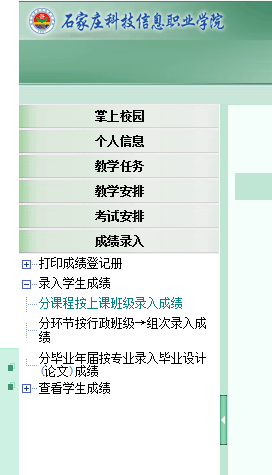 石家庄科技信息职业学院
掌上校园
个人信息
教学任务
教学安排
考试安排
成绩录入
打印成绩登记册
录入学生成绩
分课程按上课班级录入成绩
分环节按行政班级→组次录入成
绩
分毕业年届按专业录入毕业设计
(论文)成绩
查看学生成绩